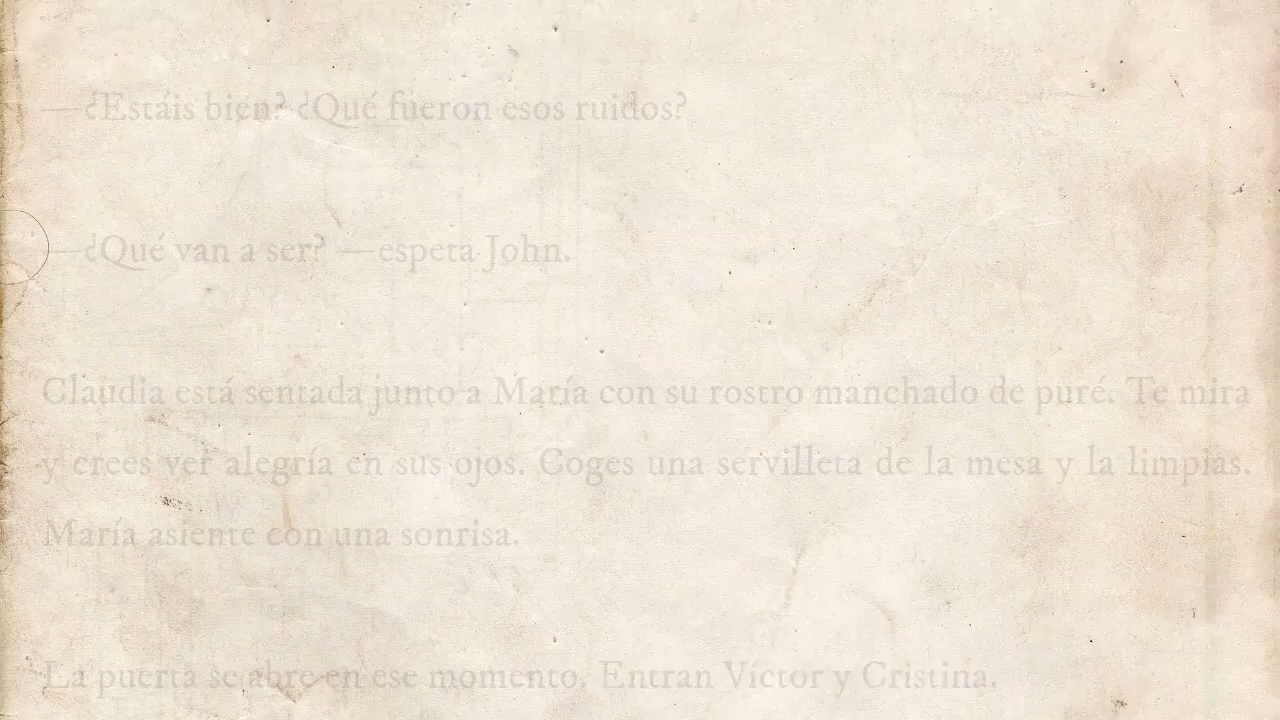 —¿Estáis bien? ¿Qué fueron esos ruidos?
—¿Qué van a ser? —espeta John.
Claudia está sentada junto a María con su rostro manchado de puré. Te mira
y crees ver alegría en sus ojos. Coges una servilleta de la mesa y la limpias.
María asiente con una sonrisa.
La puerta se abre en ese momento. Entran Víctor y Cristina.